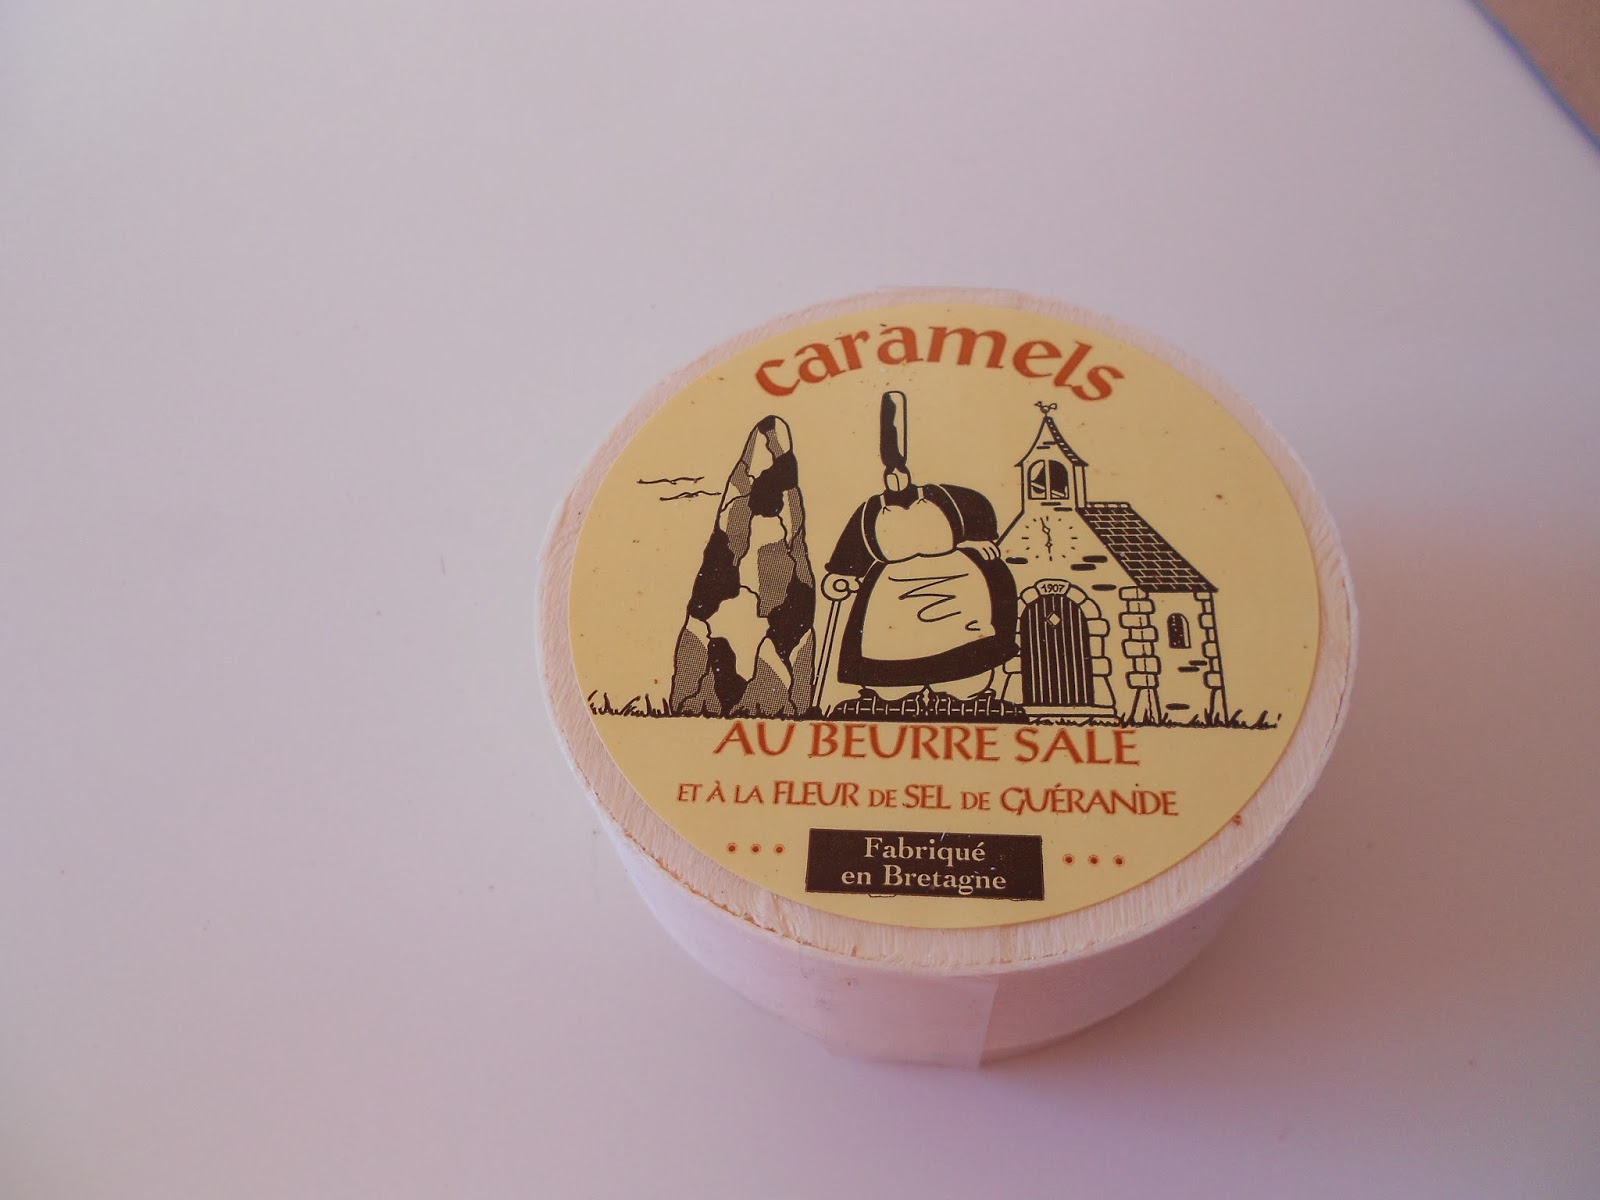 caramels
1907
AU BEURRE SALÉ
ET À LA FLEUR DE SEL DE GUÉRANDE
Fabriqué
en Bretagne